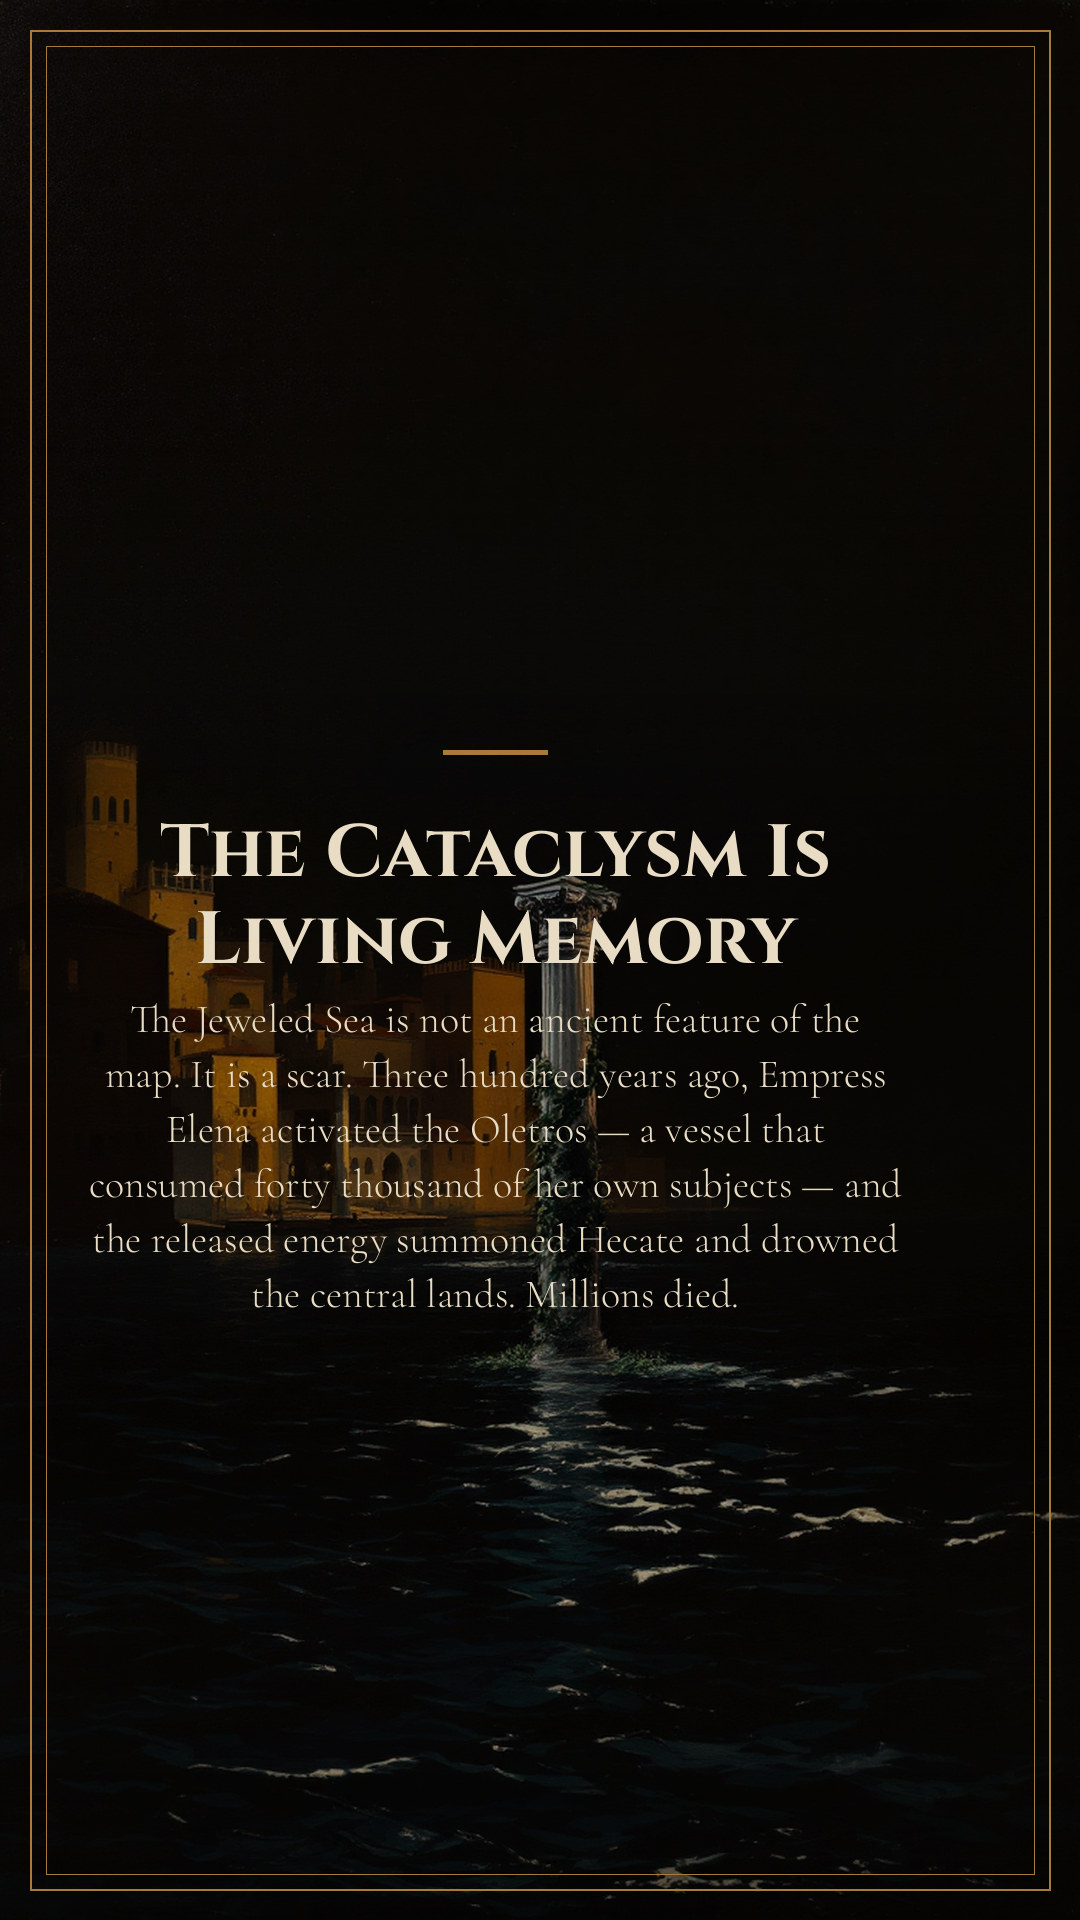 The Cataclysm Is
Living Memory
The Jeweled Sea is not an ancient feature of the
map. It is a scar. Three hundred years ago, Empress
Elena activated the Oletros — a vessel that
consumed forty thousand of her own subjects — and
the released energy summoned Hecate and drowned
the central lands. Millions died.